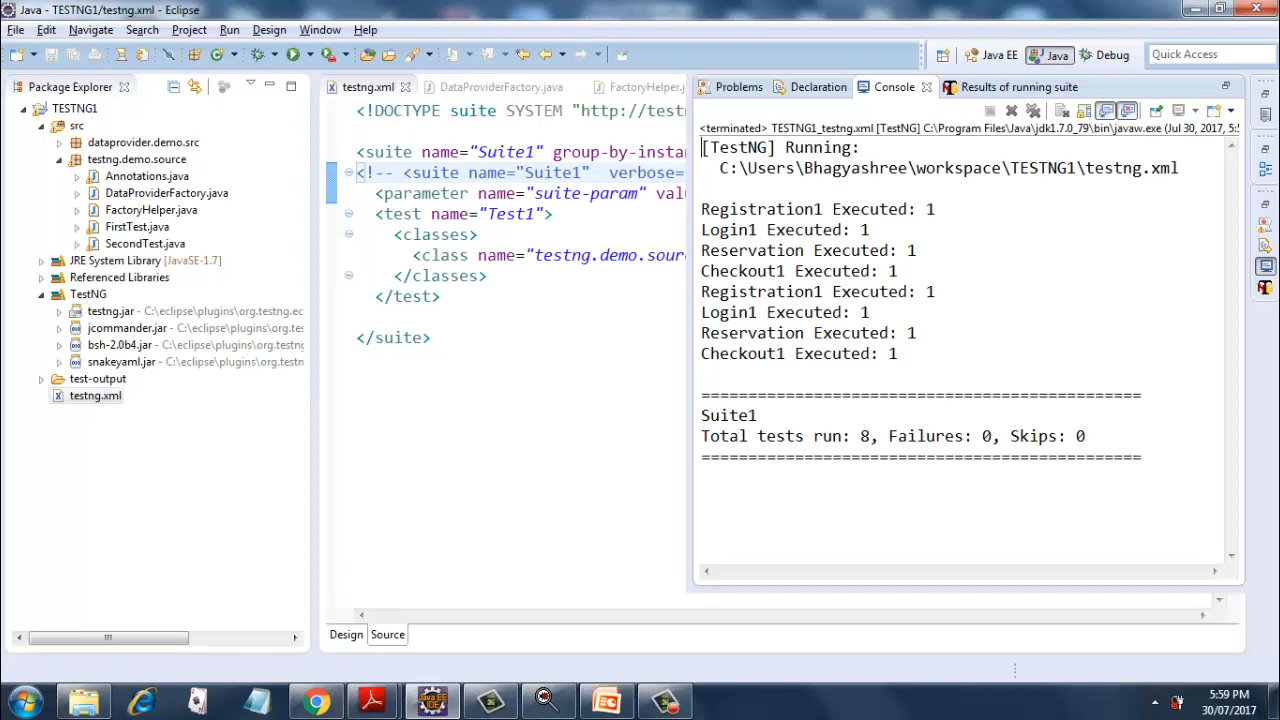 Java - TESTNG1/testng.xml - Eclipse
File Edit Navigate Search Project Run Design Window Help
Java EE Java Debug Quick Access
Package Explorer
TESTNG1
src
dataprovider.demo.src
testng.demo.source
Annotations.java
DataProviderFactory.java
FactoryHelper.java
FirstTest.java
SecondTest.java
JRE System Library [JavaSE-1.7]
Referenced Libraries
TestNG
testng.jar - C:\eclipse\plugins\org.testng.ec
jcommander.jar - C:\eclipse\plugins\org.testn
bsh-2.0b4.jar - C:\eclipse\plugins\org.testng
snakeyaml.jar - C:\eclipse\plugins\org.testn
test-output
testng.xml
testng.xml DataProviderFactory.java FactoryHelper.
<!DOCTYPE suite SYSTEM "http://test
<suite name="Suite1" group-by-insta
<!-- <suite name="Suite1" verbose=
<parameter name="suite-param" valu
<test name="Test1">
<classes>
<class name="testng.demo.sour
</classes>
</test>
</suite>
Design Source
Problems Declaration Console Results of running suite
<terminated> TESTNG1_testng.xml [TestNG] C:\Program Files\Java\jdk1.7.0_79\bin\javaw.exe (Jul 30, 2017, 5:5
[TestNG] Running:
C:\Users\Bhagyashree\workspace\TESTNG1\testng.xml
Registration1 Executed: 1
Login1 Executed: 1
Reservation Executed: 1
Checkout1 Executed: 1
Registration1 Executed: 1
Login1 Executed: 1
Reservation Executed: 1
Checkout1 Executed: 1
===============================================
Suite1
Total tests run: 8, Failures: 0, Skips: 0
===============================================
Java EE
IDE
5:59 PM
30/07/2017